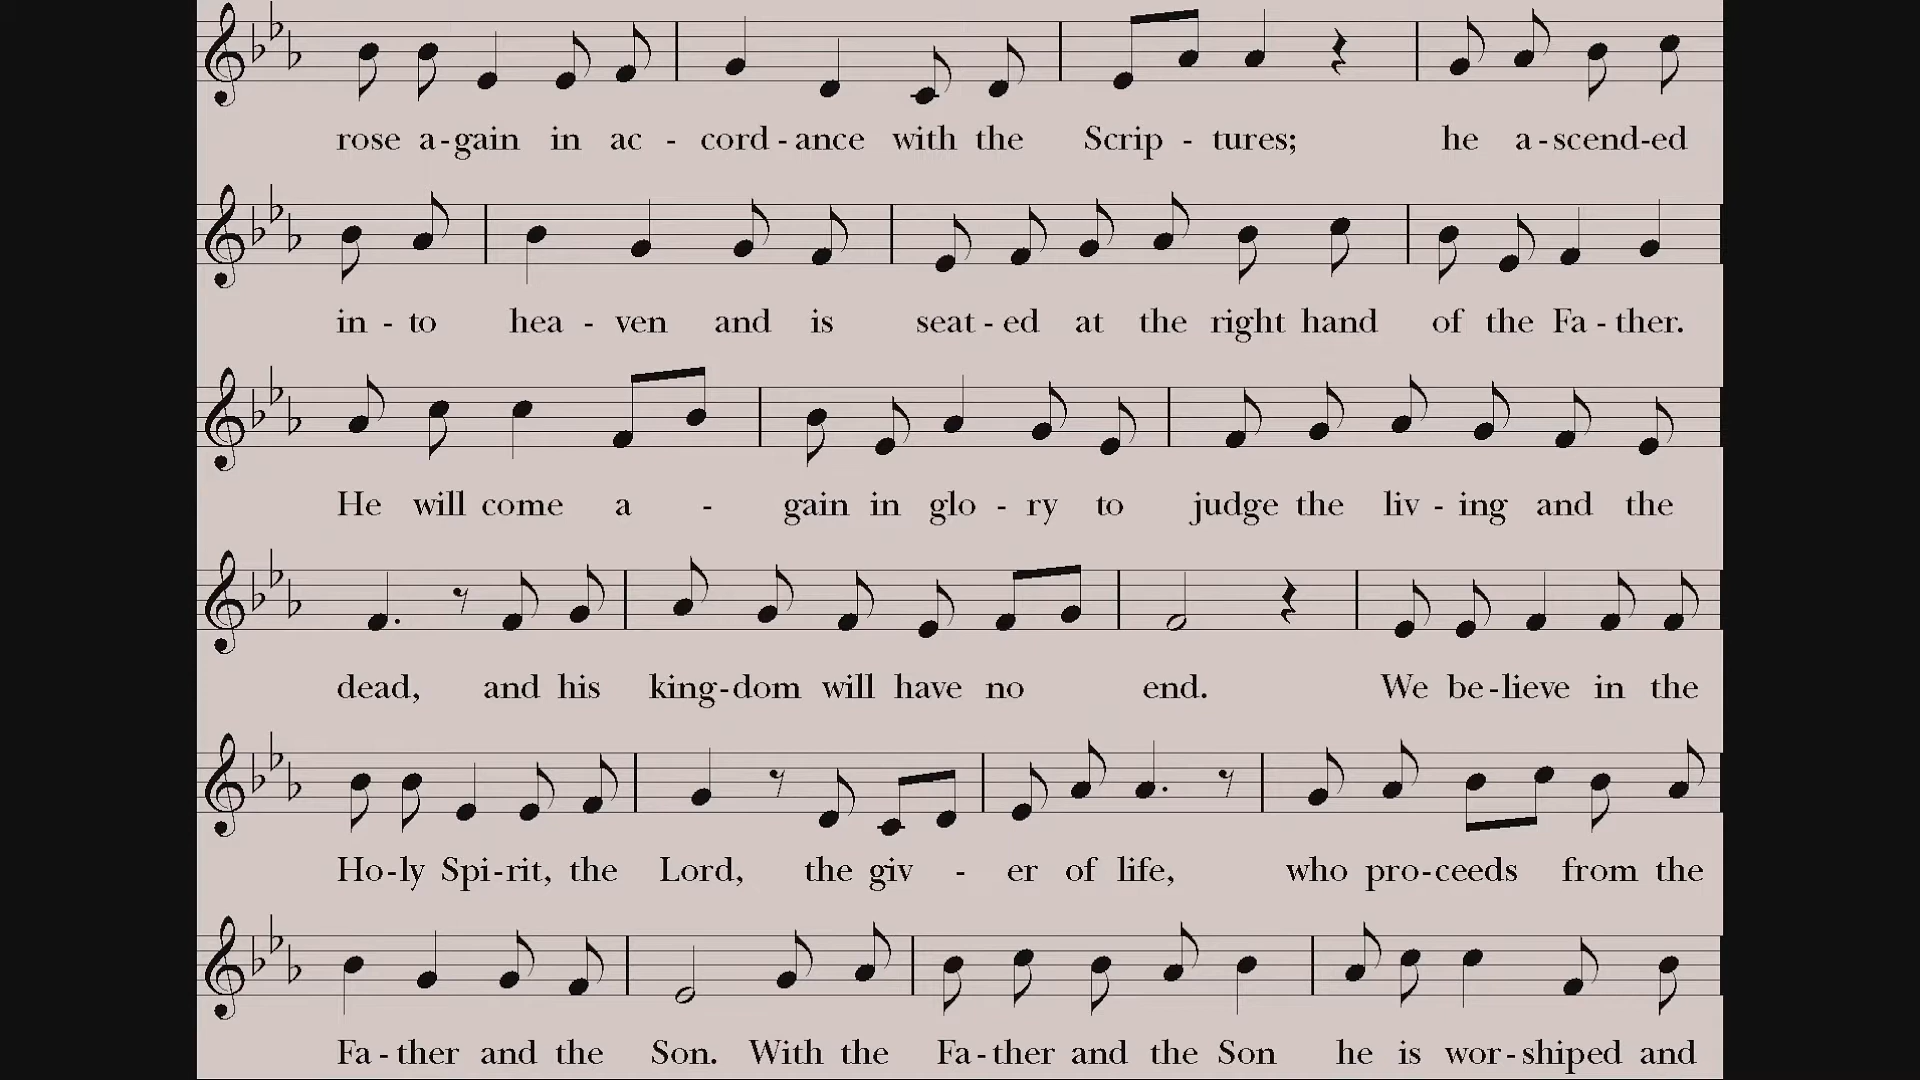 rose a-gain in ac - cord - ance with the Scrip - tures; he a-scend-ed
in - to hea - ven and is seat - ed at the right hand of the Fa - ther.
He will come a - gain in glo - ry to judge the liv - ing and the
dead, and his king-dom will have no end. We be-lieve in the
Ho-ly Spi-rit, the Lord, the giv - er of life, who pro-ceeds from the
Fa - ther and the Son. With the Fa-ther and the Son he is wor-shiped and